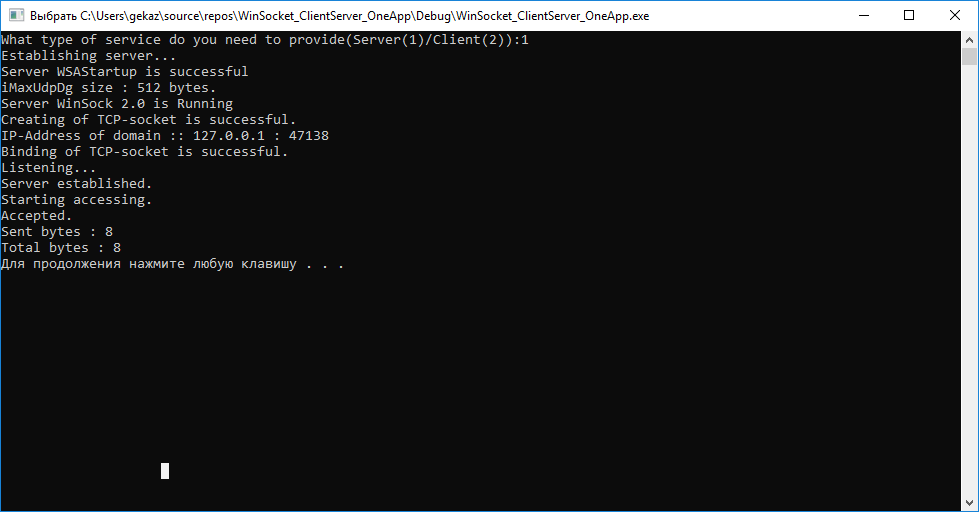 Выбрать C:\Users\gekaz\source\repos\WinSocket_ClientServer_OneApp\Debug\WinSocket_ClientServer_OneApp.exe
What type of service do you need to provide(Server(1)/Client(2)):1
Establishing server...
Server WSAStartup is successful
iMaxUdpDg size : 512 bytes.
Server WinSock 2.0 is Running
Creating of TCP-socket is successful.
IP-Address of domain :: 127.0.0.1 : 47138
Binding of TCP-socket is successful.
Listening...
Server established.
Starting accessing.
Accepted.
Sent bytes : 8
Total bytes : 8
Для продолжения нажмите любую клавишу . . .